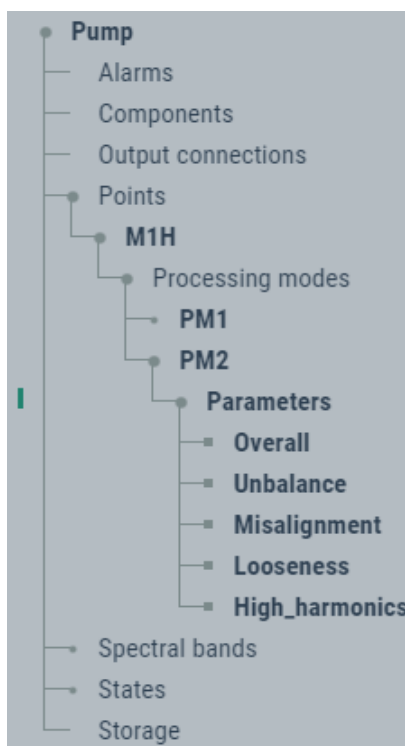 Pump
Alarms
Components
Output connections
Points
M1H
Processing modes
PM1
PM2
Parameters
Overall
Unbalance
Misalignment
Looseness
High_harmonics
Spectral bands
States
Storage